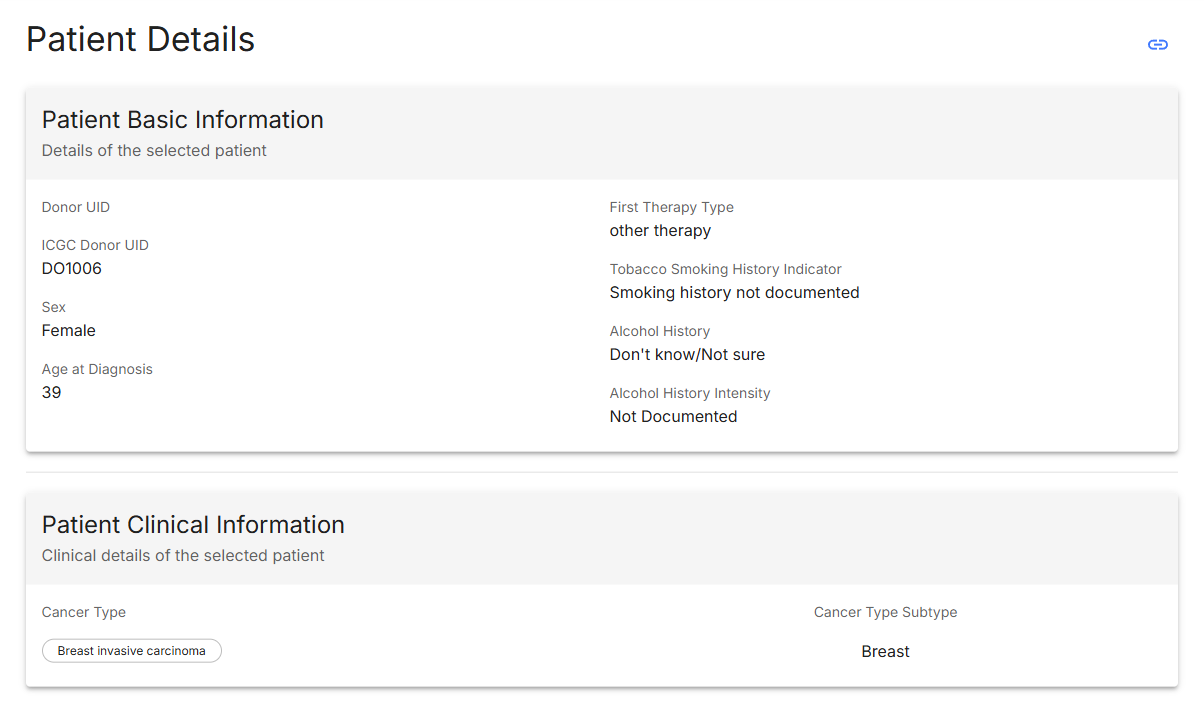 Patient Details
Patient Basic Information
Details of the selected patient
Donor UID
ICGC Donor UID
DO1006
Sex
Female
Age at Diagnosis
39
First Therapy Type
other therapy
Tobacco Smoking History Indicator
Smoking history not documented
Alcohol History
Don't know/Not sure
Alcohol History Intensity
Not Documented
Patient Clinical Information
Clinical details of the selected patient
Cancer Type
Breast invasive carcinoma
Cancer Type Subtype
Breast